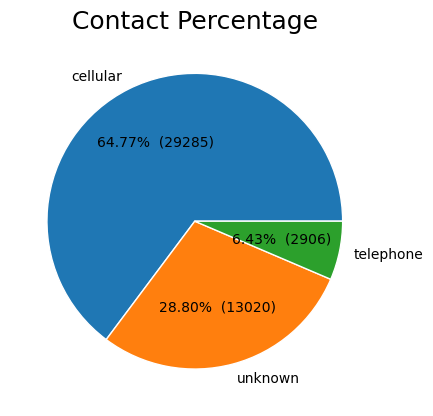 Contact Percentage
cellular
64.77%  (29285)
6.43%  (2906)
telephone
28.80%  (13020)
unknown